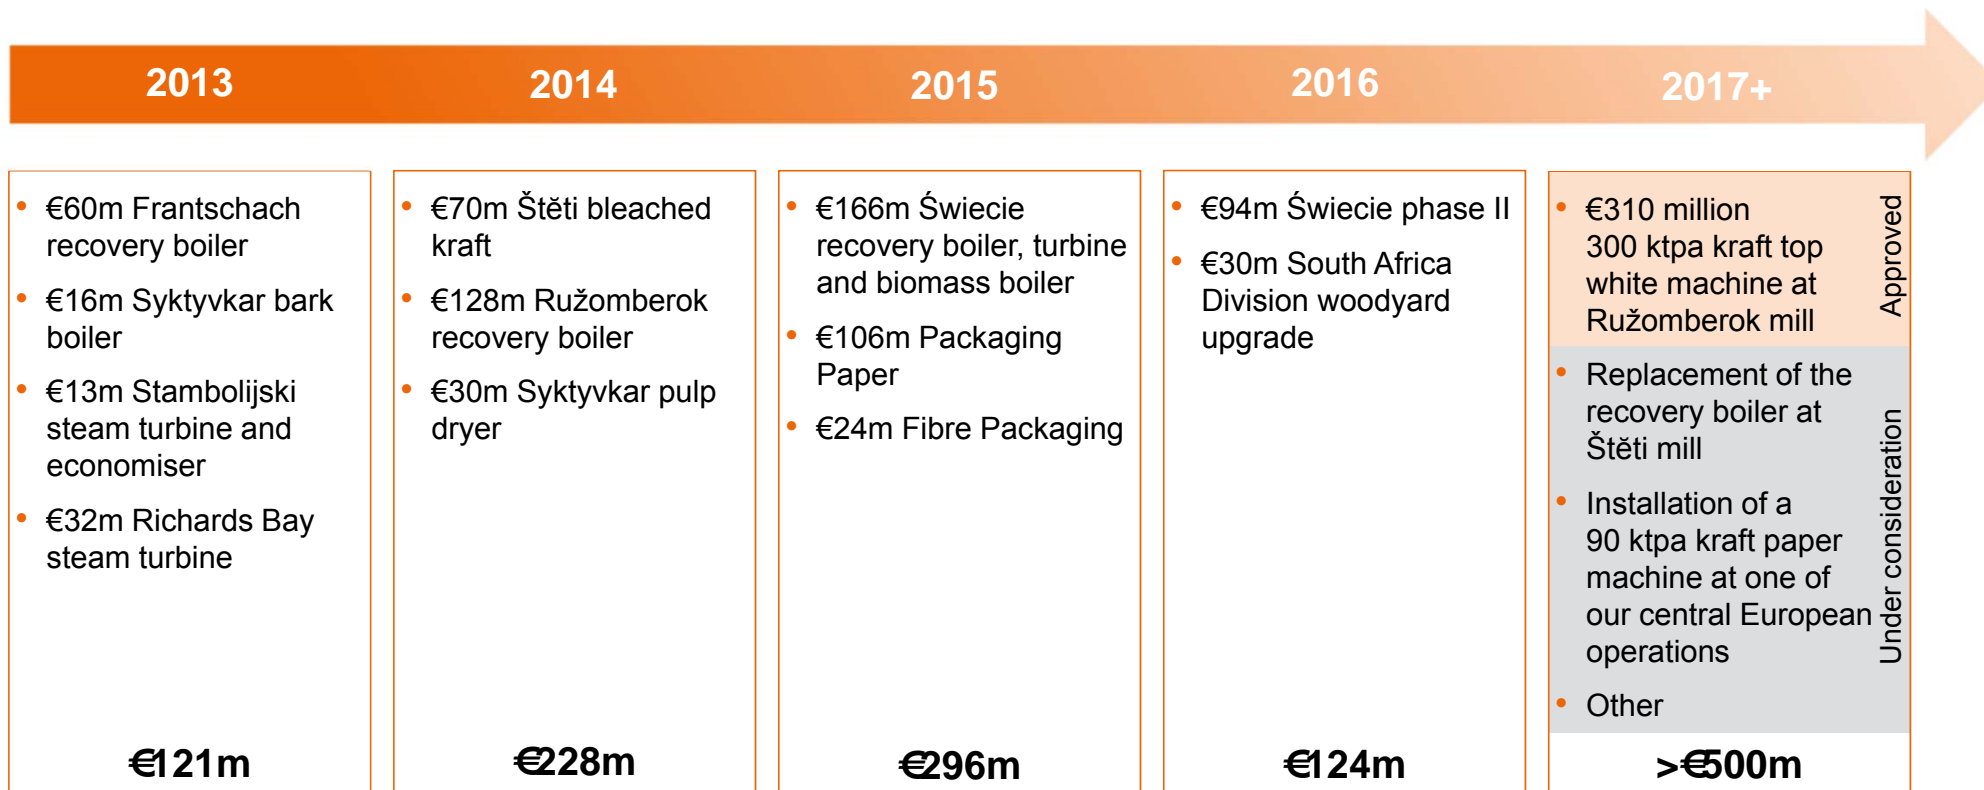 2013
2014
2015
2016
2017+
• €60m Frantschach
recovery boiler
• €16m Syktyvkar bark
boiler
• €13m Stambolijski
steam turbine and
economiser
• €32m Richards Bay
steam turbine
€121m
• €70m Štěti bleached
kraft
• €128m Ružomberok
recovery boiler
• €30m Syktyvkar pulp
dryer
€228m
• €166m Świecie
recovery boiler, turbine
and biomass boiler
• €106m Packaging
Paper
• €24m Fibre Packaging
€296m
• €94m Świecie phase II
• €30m South Africa
Division woodyard
upgrade
€124m
• €310 million
300 ktpa kraft top
white machine at
Ružomberok mill
Approved
• Replacement of the
recovery boiler at
Štěti mill
• Installation of a
90 ktpa kraft paper
machine at one of
our central European
operations
• Other
Under consideration
>€500m